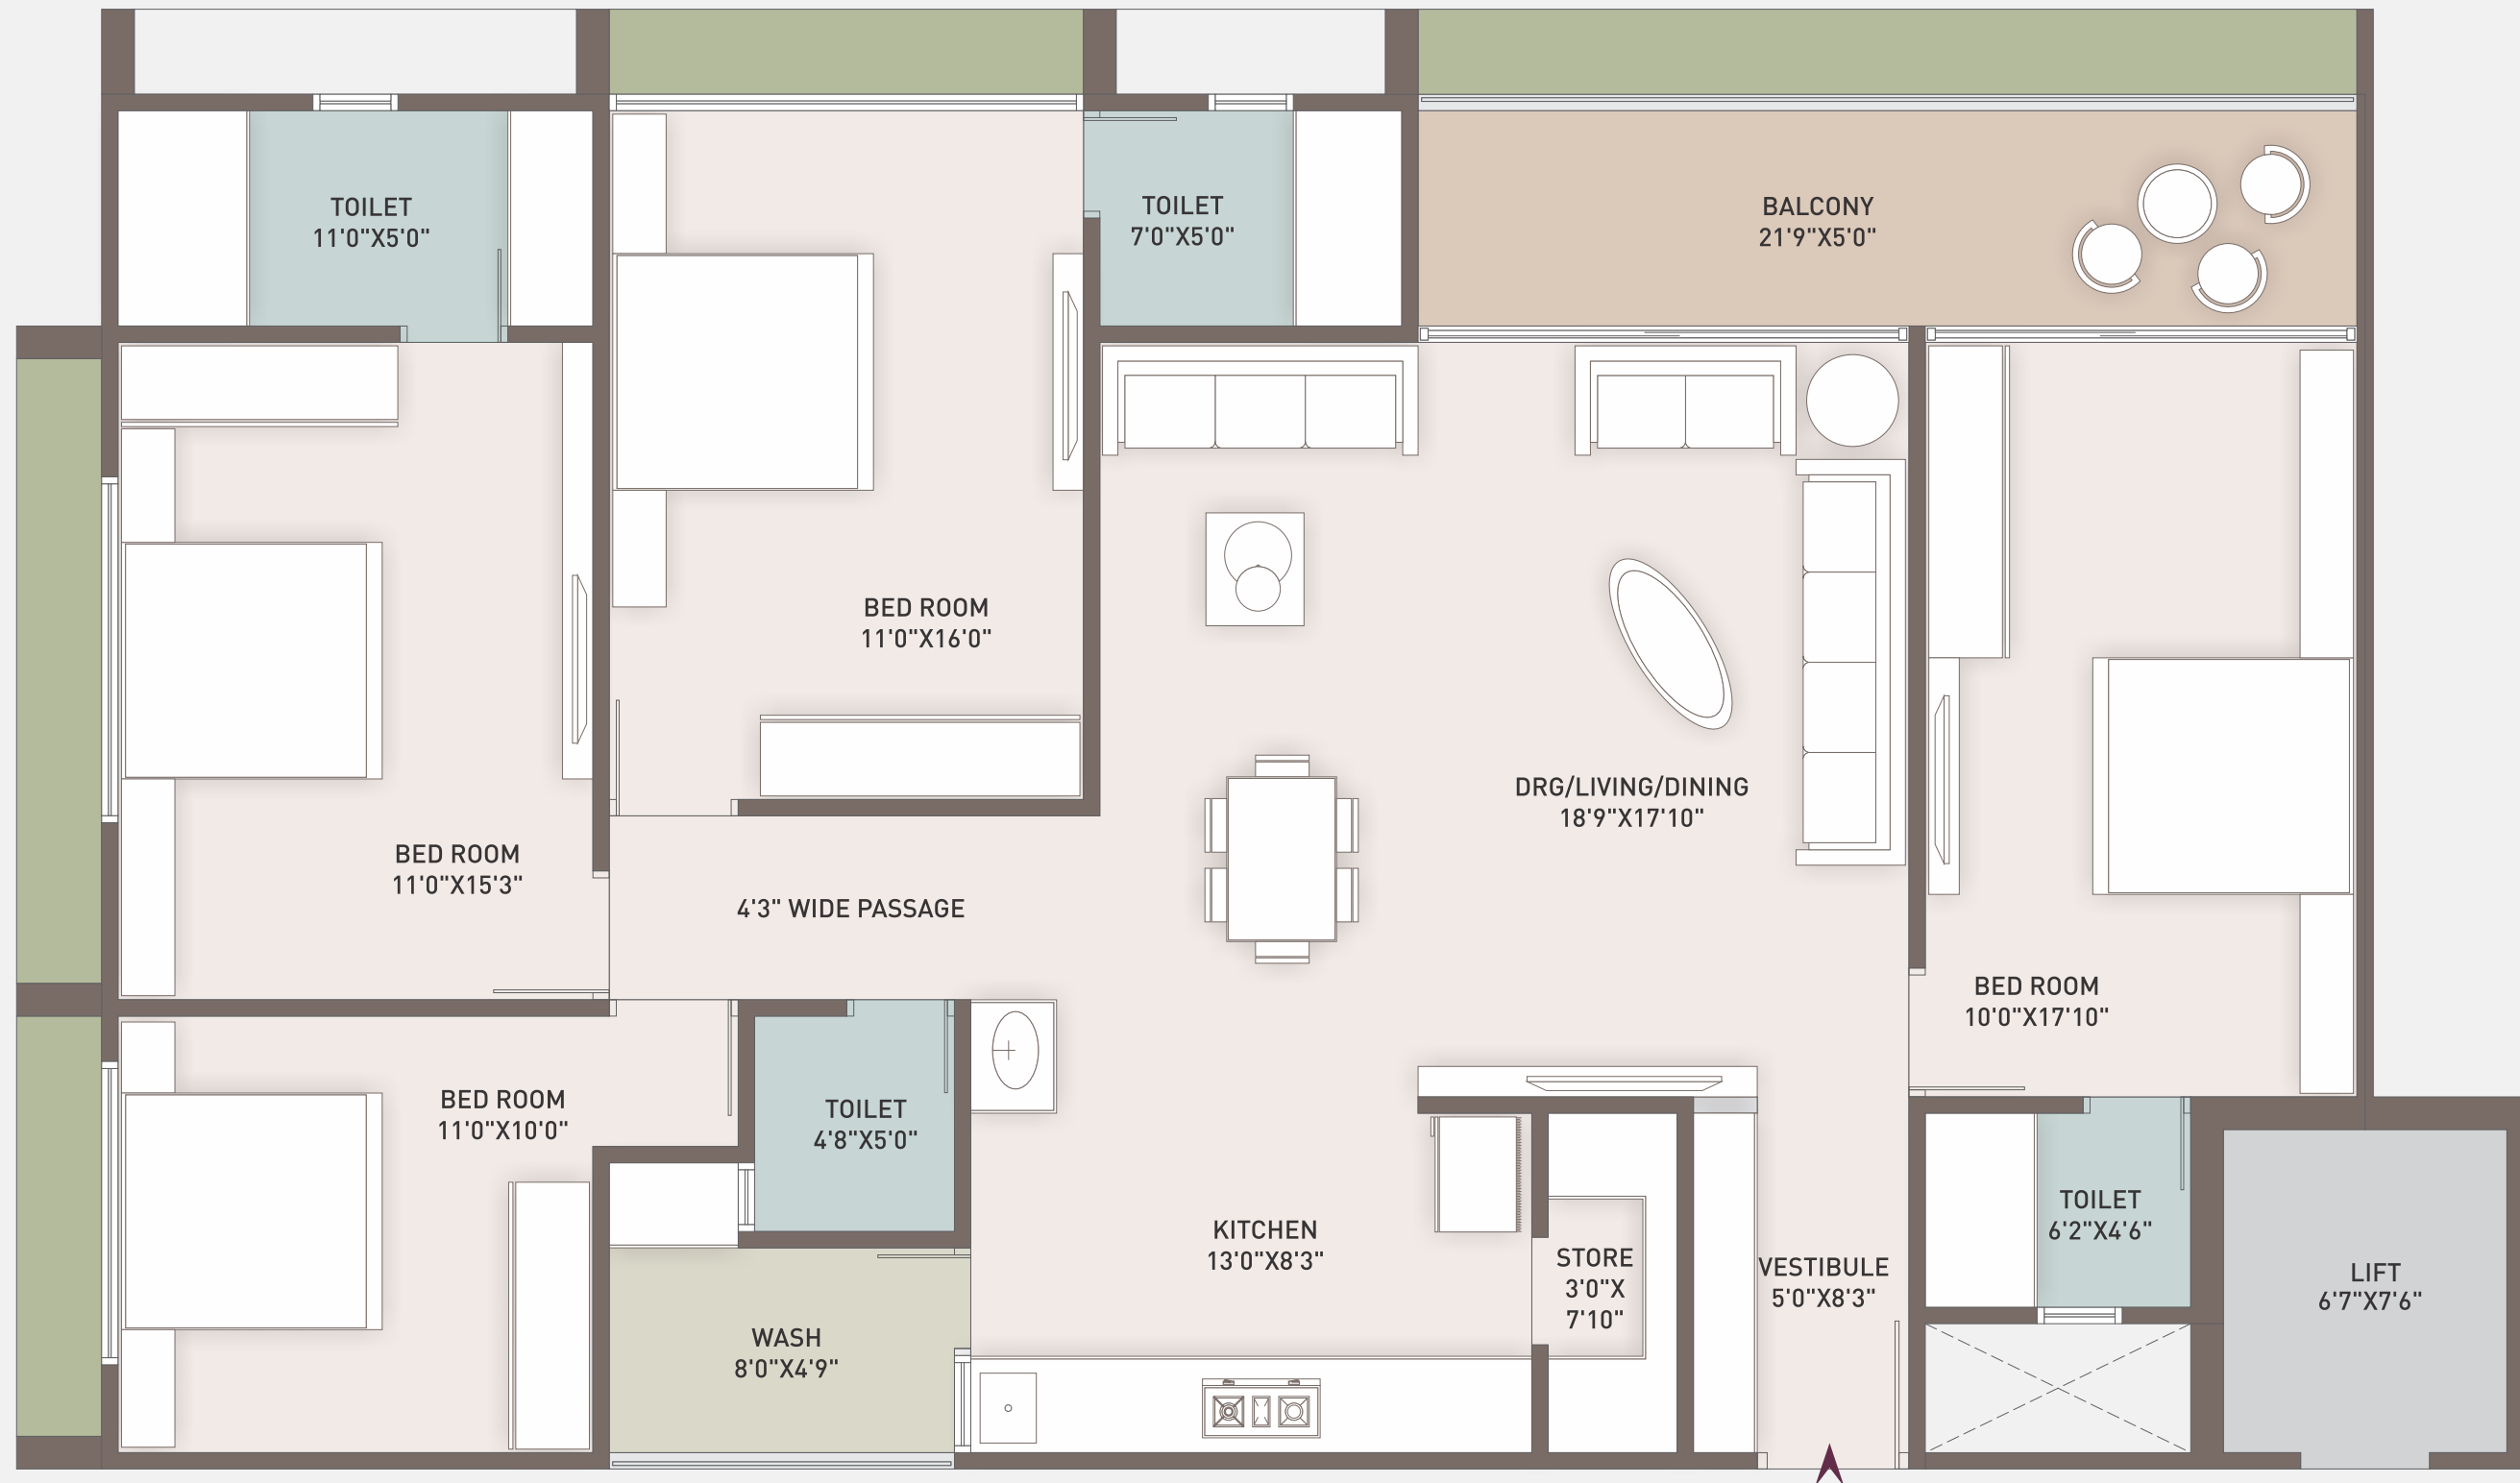 TOILET
11'0"X5'0"
TOILET
7'0"X5'0"
BALCONY
21'9"X5'0"
BED ROOM
11'0"X16'0"
DRG/LIVING/DINING
18'9"X17'10"
BED ROOM
11'0"X15'3"
4'3" WIDE PASSAGE
BED ROOM
10'0"X17'10"
BED ROOM
11'0"X10'0"
TOILET
4'8"X5'0"
KITCHEN
13'0"X8'3"
STORE
3'0"X
7'10"
VESTIBULE
5'0"X8'3"
TOILET
6'2"X4'6"
LIFT
6'7"X7'6"
WASH
8'0"X4'9"